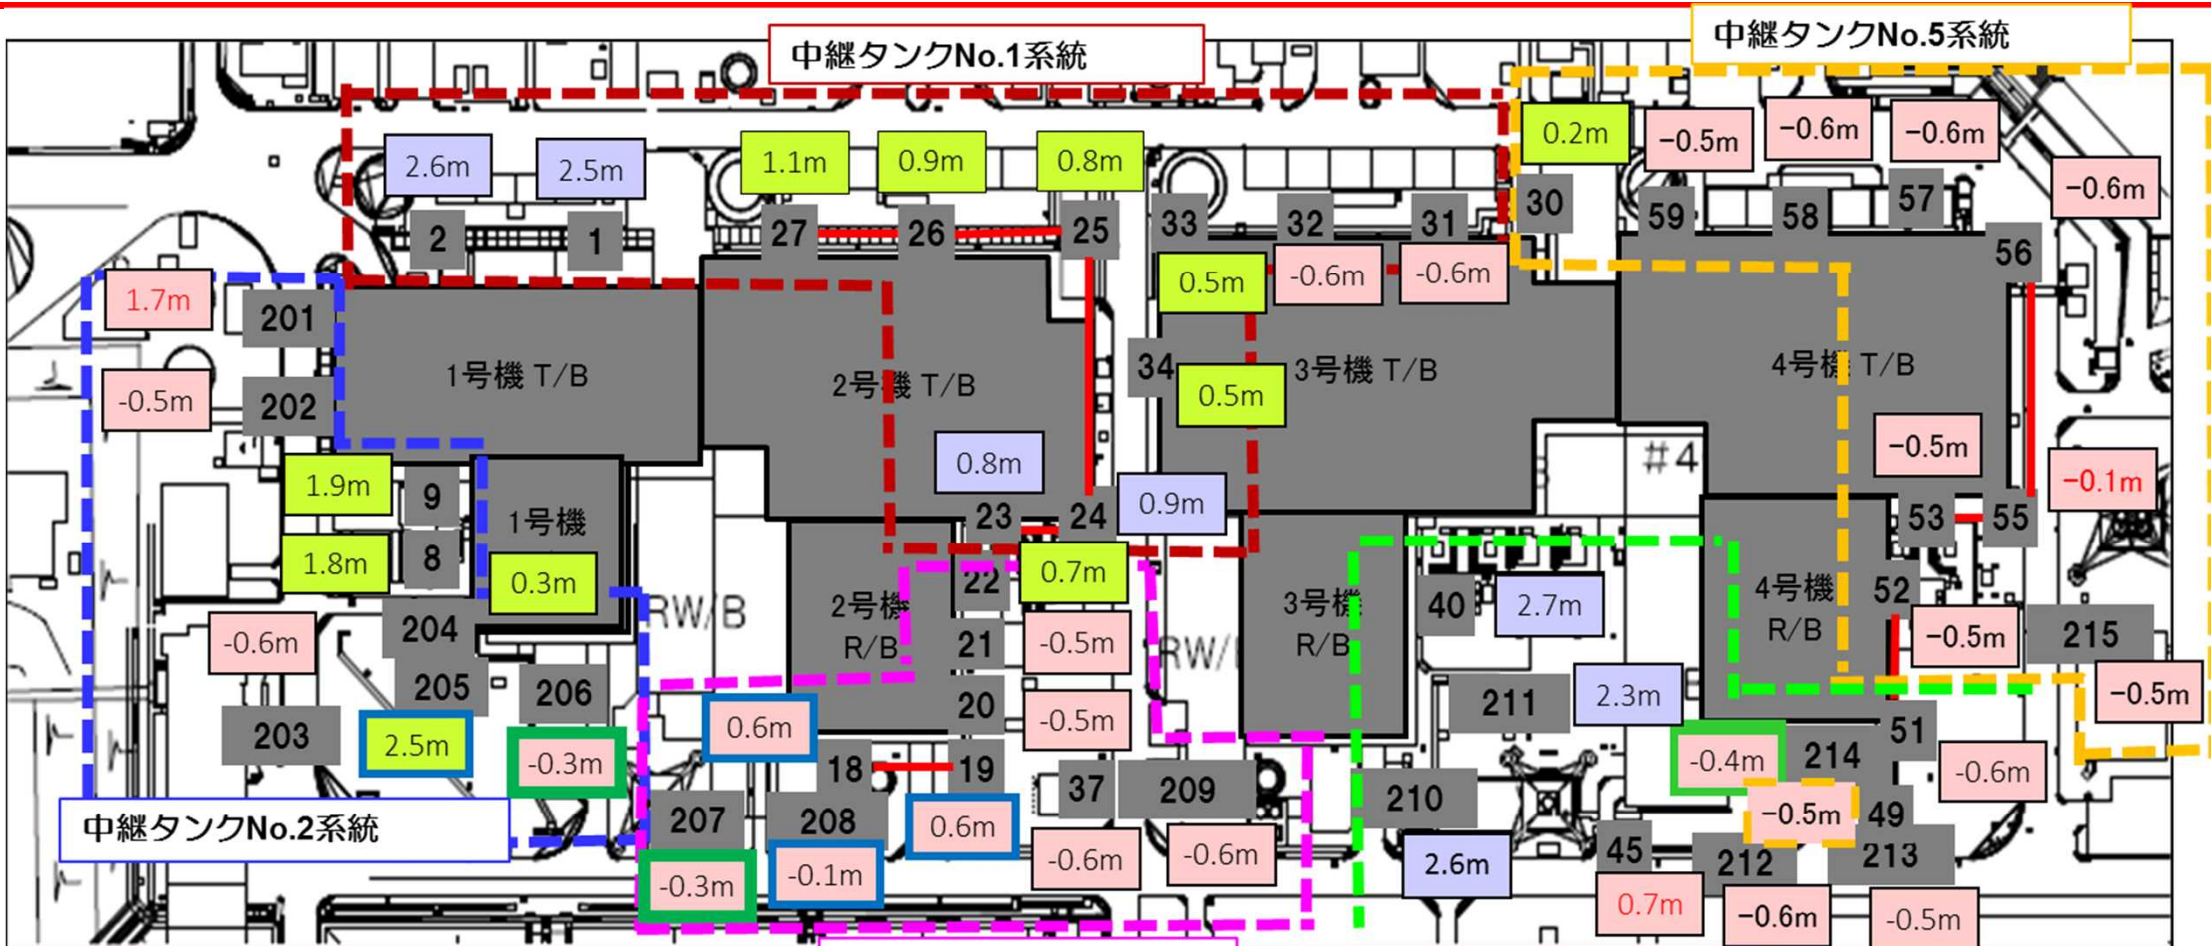 中継タンクNo.1系統
中継タンクNo.5系統
2.6m
2.5m
1.1m
0.9m
0.8m
0.2m
−0.5m
−0.6m
−0.6m
−0.6m
2
1
27
26
25
33
32
31
30
59
58
57
56
1.7m
201
0.5m
-0.6m
-0.6m
-0.5m
202
1号機 T/B
2号機 T/B
34
0.5m
3号機 T/B
4号機 T/B
1.9m
9
0.8m
0.9m
#4
−0.5m
−0.1m
1号機
23
24
53
55
1.8m
8
0.3m
22
0.7m
-0.6m
204
RW/B
2号機
R/B
21
-0.5m
RW/
3号機
R/B
40
2.7m
4号機
R/B
52
−0.5m
215
205
206
20
-0.5m
211
2.3m
−0.5m
203
2.5m
-0.3m
0.6m
18
19
37
209
210
-0.4m
214
51
-0.6m
中継タンクNo.2系統
207
208
0.6m
−0.5m
49
-0.3m
-0.1m
-0.6m
-0.6m
2.6m
45
212
213
0.7m
−0.6m
-0.5m